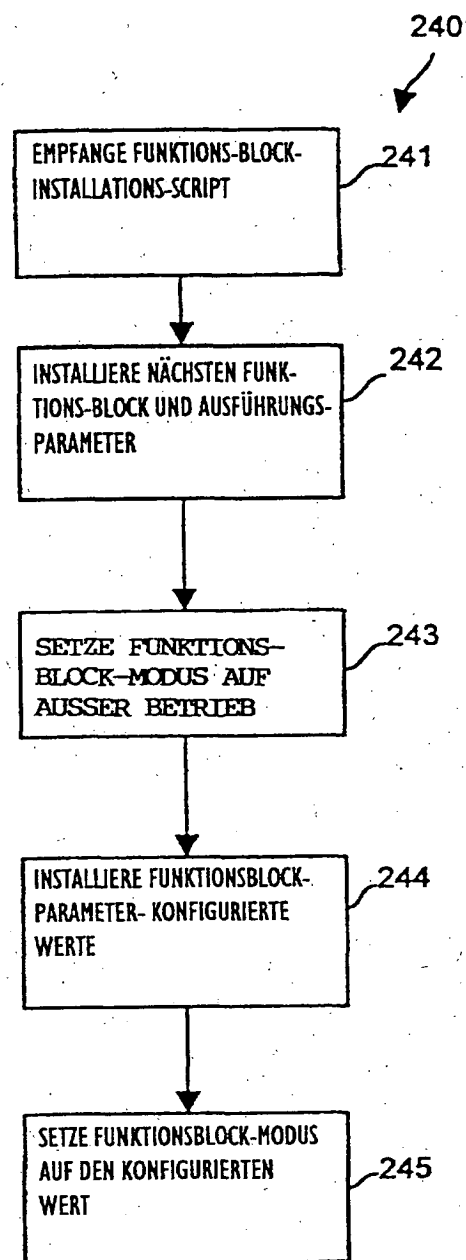 240
EMPFANGE FUNKTIONS-BLOCK-
INSTALLATIONS-SCRIPT
241
INSTALLIERE NÄCHSTEN FUNK-
TIONS-BLOCK UND AUSFÜHRUNGS-
PARAMETER
242
SETZE FUNKTIONS-
BLOCK-MODUS AUF
AUSSER BETRIEB
243
INSTALLIERE FUNKTIONSBLOCK-
PARAMETER- KONFIGURIERTE
WERTE
244
SETZE FUNKTIONSBLOCK-MODUS
AUF DEN KONFIGURIERTEN
WERT
245